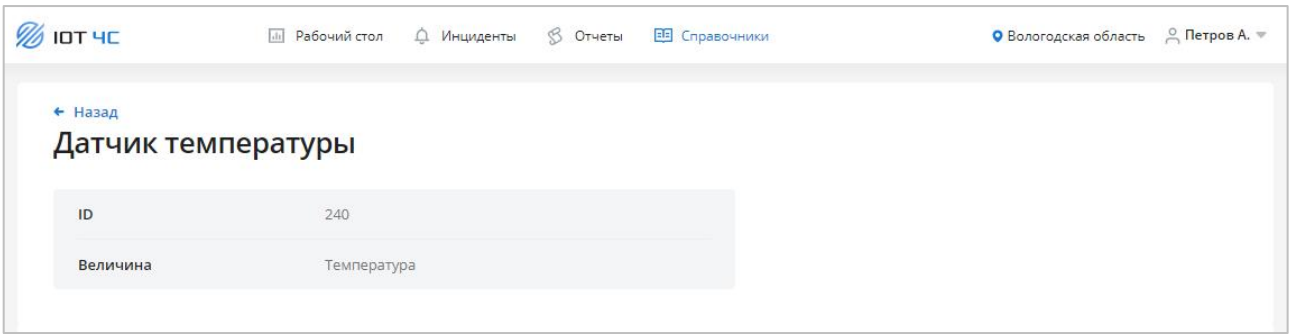 IOT ЧС Рабочий стол Инциденты Отчеты Справочники Вологодская область Петров А.
Назад
Датчик температуры
ID 240
Величина Температура